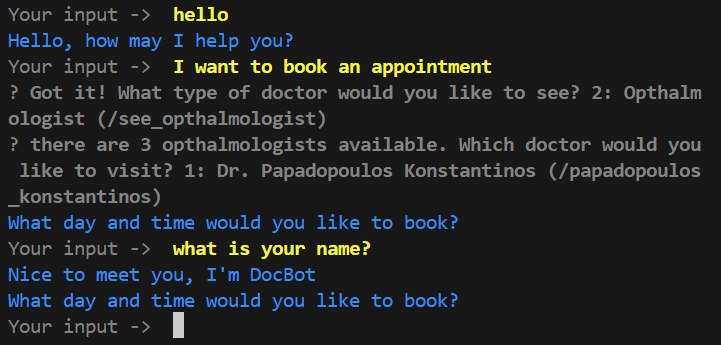 Your input ->  hello
Hello, how may I help you?
Your input ->  I want to book an appointment
? Got it! What type of doctor would you like to see? 2: Opthalm
ologist (/see_opthalmologist)
? there are 3 opthalmologists available. Which doctor would you
 like to visit? 1: Dr. Papadopoulos Konstantinos (/papadopoulos
_konstantinos)
What day and time would you like to book?
Your input ->  what is your name?
Nice to meet you, I'm DocBot
What day and time would you like to book?
Your input ->